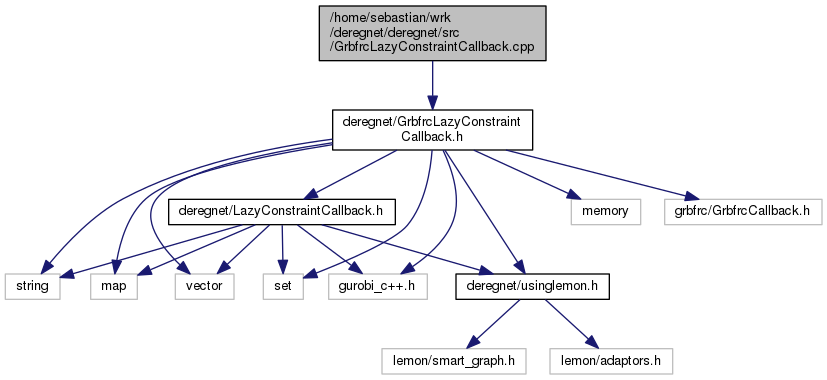 /home/sebastian/wrk
/deregnet/deregnet/src
/GrbfrcLazyConstraintCallback.cpp
deregnet/GrbfrcLazyConstraint
Callback.h
deregnet/LazyConstraintCallback.h
memory
grbfrc/GrbfrcCallback.h
string
map
vector
set
gurobi_c++.h
deregnet/usinglemon.h
lemon/smart_graph.h
lemon/adaptors.h